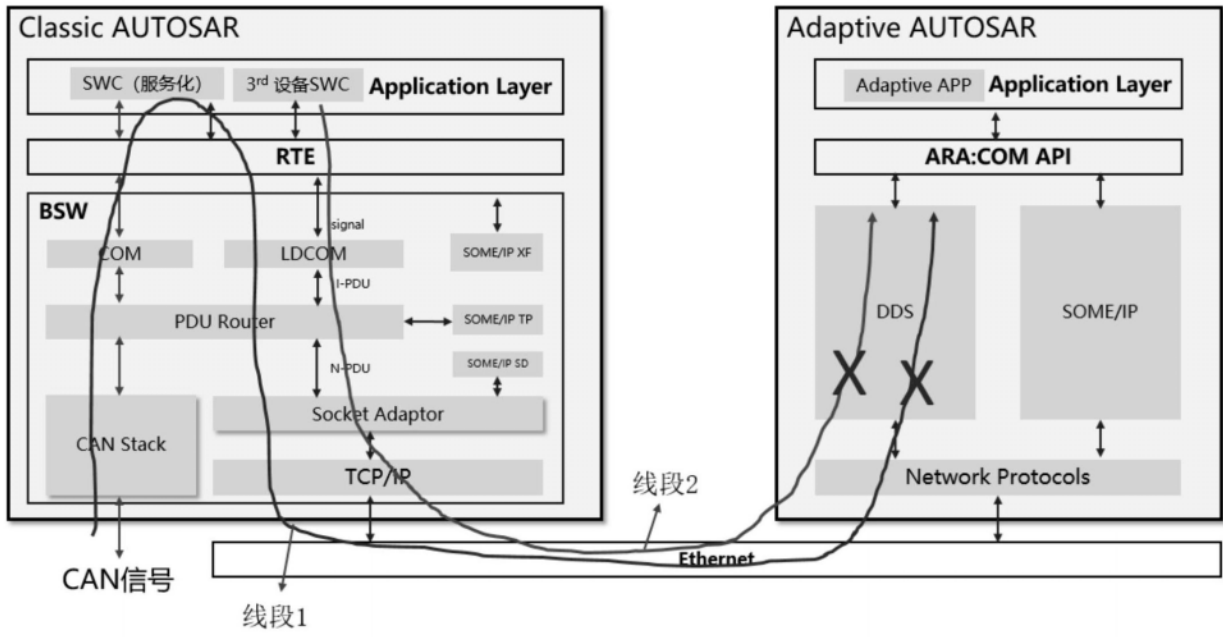 Classic AUTOSAR
SWC（服务化）
3rd 设备SWC
Application Layer
RTE
BSW
signal
COM
LDCOM
SOME/IP XF
I-PDU
PDU Router
SOME/IP TP
N-PDU
SOME/IP SD
Socket Adaptor
CAN Stack
TCP/IP
CAN信号
线段1
线段2
Ethernet
Adaptive AUTOSAR
Adaptive APP
Application Layer
ARA:COM API
DDS
SOME/IP
X
X
Network Protocols